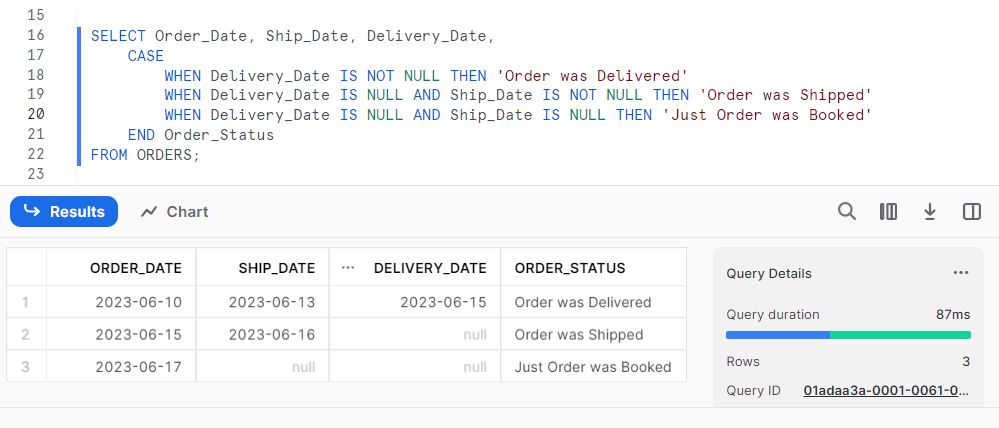 15
16 SELECT Order_Date, Ship_Date, Delivery_Date,
17 CASE
18 WHEN Delivery_Date IS NOT NULL THEN 'Order was Delivered'
19 WHEN Delivery_Date IS NULL AND Ship_Date IS NOT NULL THEN 'Order was Shipped'
20 WHEN Delivery_Date IS NULL AND Ship_Date IS NULL THEN 'Just Order was Booked'
21 END Order_Status
22 FROM ORDERS;
23
Results Chart
ORDER_DATE SHIP_DATE ... DELIVERY_DATE ORDER_STATUS
1 2023-06-10 2023-06-13 2023-06-15 Order was Delivered
2 2023-06-15 2023-06-16 null Order was Shipped
3 2023-06-17 null null Just Order was Booked
Query Details ...
Query duration 87ms
Rows 3
Query ID 01adaa3a-0001-0061-0...